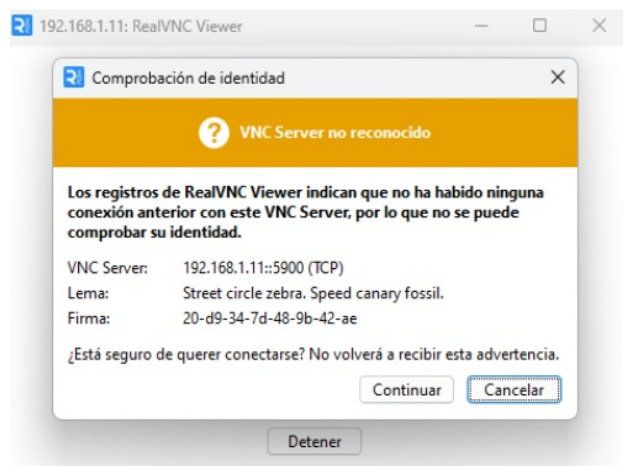 192.168.1.11: RealVNC Viewer
Comprobación de identidad
VNC Server no reconocido
Los registros de RealVNC Viewer indican que no ha habido ninguna
conexión anterior con este VNC Server, por lo que no se puede
comprobar su identidad.
VNC Server: 192.168.1.11::5900 (TCP)
Lema: Street circle zebra. Speed canary fossil.
Firma: 20-d9-34-7d-48-9b-42-ae
¿Está seguro de querer conectarse? No volverá a recibir esta advertencia.
Continuar Cancelar
Detener